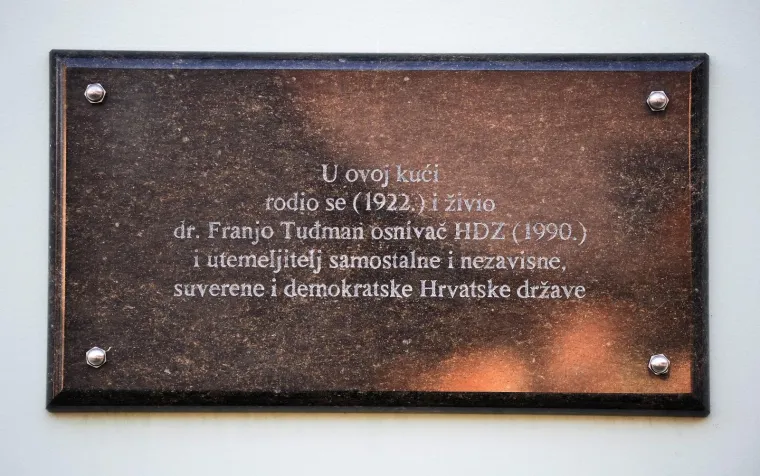 U ovoj kući
rodio se (1922.) i živio
dr. Franjo Tuđman osnivač HDZ (1990.)
i utemeljitelj samostalne i nezavisne,
suverene i demokratske Hrvatske države